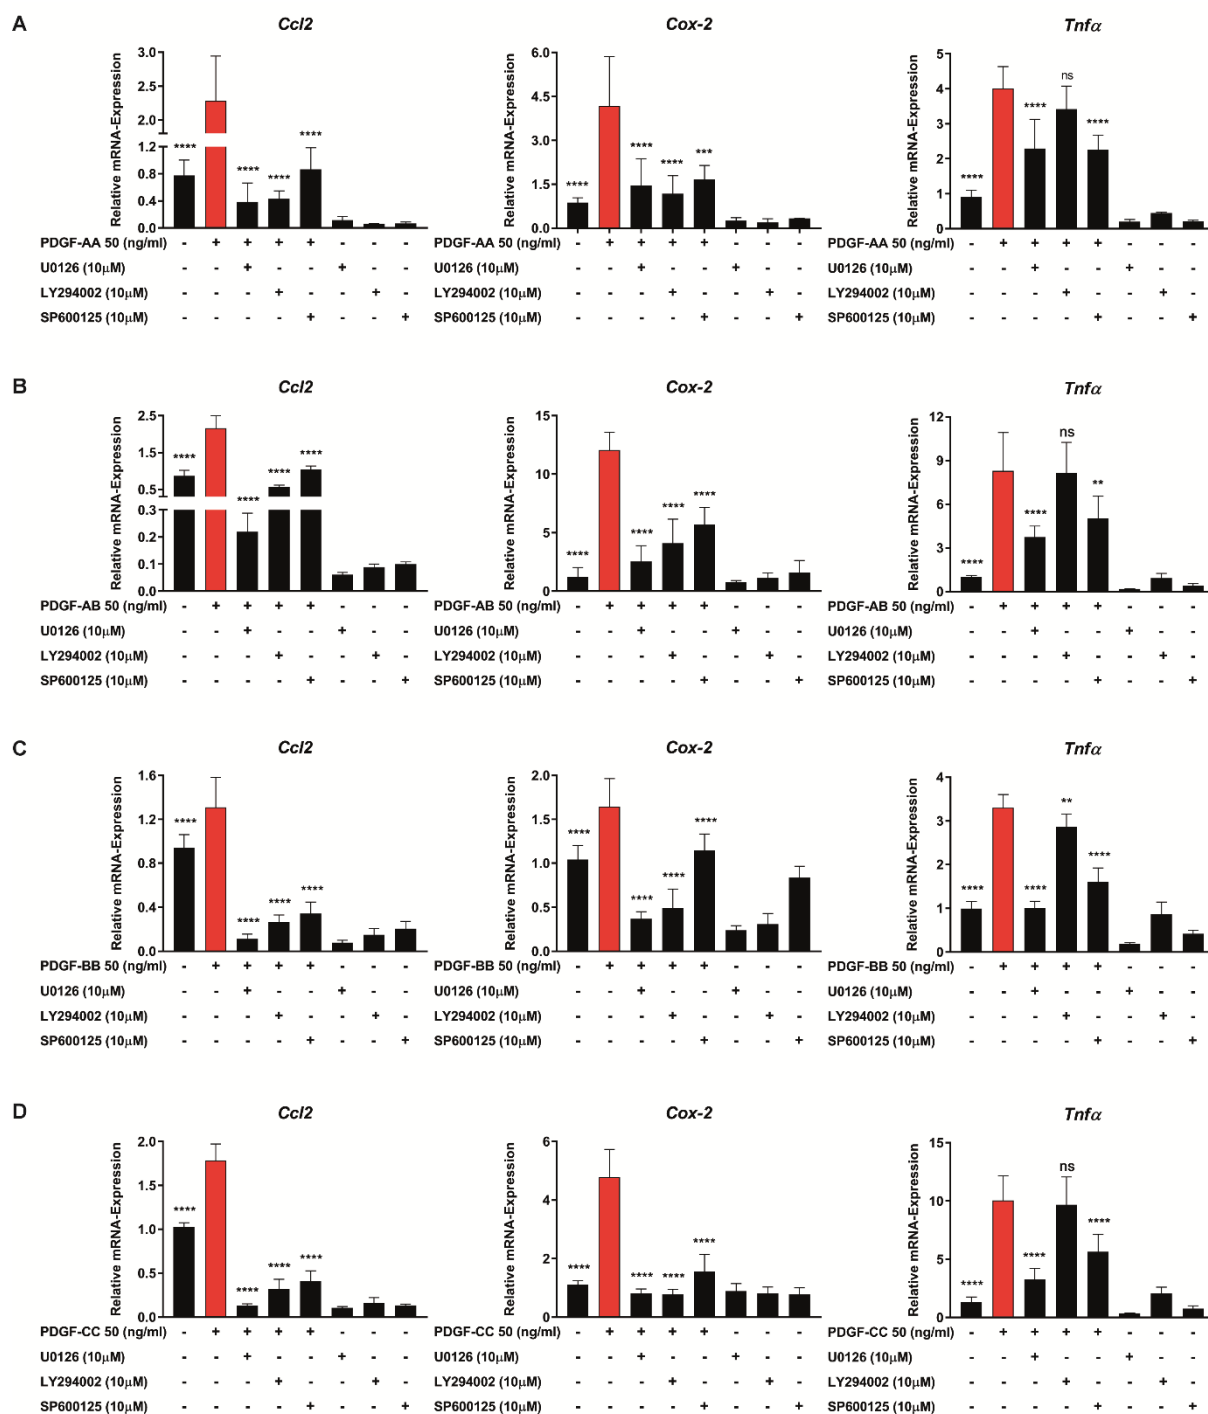 A
Ccl2
Cox-2
Tnfα
Relative mRNA-Expression
3.0
2.5
2.0
1.2
0.8
0.4
0.0
**** **** **** ****
Relative mRNA-Expression
6.0
4.5
3.0
1.5
0.0
**** **** **** ***
Relative mRNA-Expression
5
4
3
2
1
0
**** **** ns ****
PDGF-AA 50 (ng/ml) - + + + + - - -
U0126 (10μM) - - + - - + - -
LY294002 (10μM) - - - + - - + -
SP600125 (10μM) - - - - + - - +
PDGF-AA 50 (ng/ml) - + + + + - - -
U0126 (10μM) - - + - - + - -
LY294002 (10μM) - - - + - - + -
SP600125 (10μM) - - - - + - - +
PDGF-AA 50 (ng/ml) - + + + + - - -
U0126 (10μM) - - + - - + - -
LY294002 (10μM) - - - + - - + -
SP600125 (10μM) - - - - + - - +
B
Ccl2
Cox-2
Tnfα
Relative mRNA-Expression
2.5
1.5
0.5
0.3
0.2
0.1
0.0
**** **** **** ****
Relative mRNA-Expression
15
10
5
0
**** **** **** ****
Relative mRNA-Expression
12
9
6
3
0
**** **** ns **
PDGF-AB 50 (ng/ml) - + + + + - - -
U0126 (10μM) - - + - - + - -
LY294002 (10μM) - - - + - - + -
SP600125 (10μM) - - - - + - - +
PDGF-AB 50 (ng/ml) - + + + + - - -
U0126 (10μM) - - + - - + - -
LY294002 (10μM) - - - + - - + -
SP600125 (10μM) - - - - + - - +
PDGF-AB 50 (ng/ml) - + + + + - - -
U0126 (10μM) - - + - - + - -
LY294002 (10μM) - - - + - - + -
SP600125 (10μM) - - - - + - - +
C
Ccl2
Cox-2
Tnfα
Relative mRNA-Expression
1.6
1.2
0.8
0.4
0.0
**** **** **** ****
Relative mRNA-Expression
2.0
1.5
1.0
0.5
0.0
**** **** **** ****
Relative mRNA-Expression
4
3
2
1
0
**** **** ** ****
PDGF-BB 50 (ng/ml) - + + + + - - -
U0126 (10μM) - - + - - + - -
LY294002 (10μM) - - - + - - + -
SP600125 (10μM) - - - - + - - +
PDGF-BB 50 (ng/ml) - + + + + - - -
U0126 (10μM) - - + - - + - -
LY294002 (10μM) - - - + - - + -
SP600125 (10μM) - - - - + - - +
PDGF-BB 50 (ng/ml) - + + + + - - -
U0126 (10μM) - - + - - + - -
LY294002 (10μM) - - - + - - + -
SP600125 (10μM) - - - - + - - +
D
Ccl2
Cox-2
Tnfα
Relative mRNA-Expression
2.0
1.5
1.0
0.5
0.0
**** **** **** ****
Relative mRNA-Expression
6
4
2
0
**** **** **** ****
Relative mRNA-Expression
15
10
5
0
**** **** ns ****
PDGF-CC 50 (ng/ml) - + + + + - - -
U0126 (10μM) - - + - - + - -
LY294002 (10μM) - - - + - - + -
SP600125 (10μM) - - - - + - - +
PDGF-CC 50 (ng/ml) - + + + + - - -
U0126 (10μM) - - + - - + - -
LY294002 (10μM) - - - + - - + -
SP600125 (10μM) - - - - + - - +
PDGF-CC 50 (ng/ml) - + + + + - - -
U0126 (10μM) - - + - - + - -
LY294002 (10μM) - - - + - - + -
SP600125 (10μM) - - - - + - - +